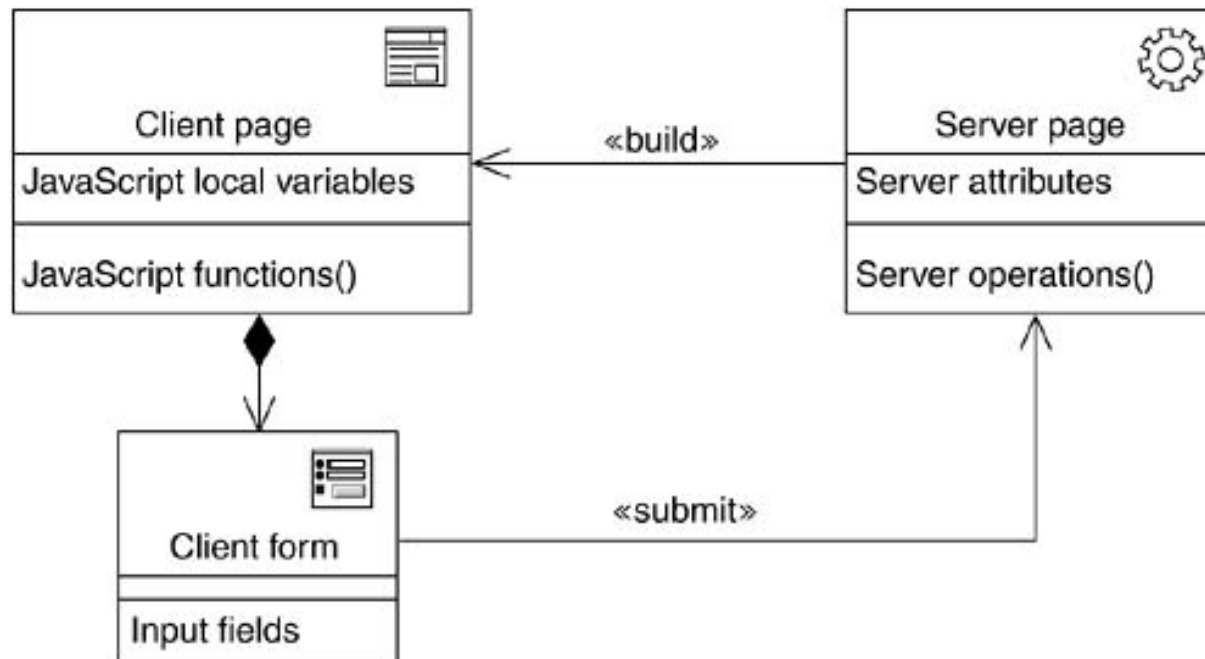 Client page
JavaScript local variables
JavaScript functions()
«build»
Server page
Server attributes
Server operations()
Client form
Input fields
«submit»